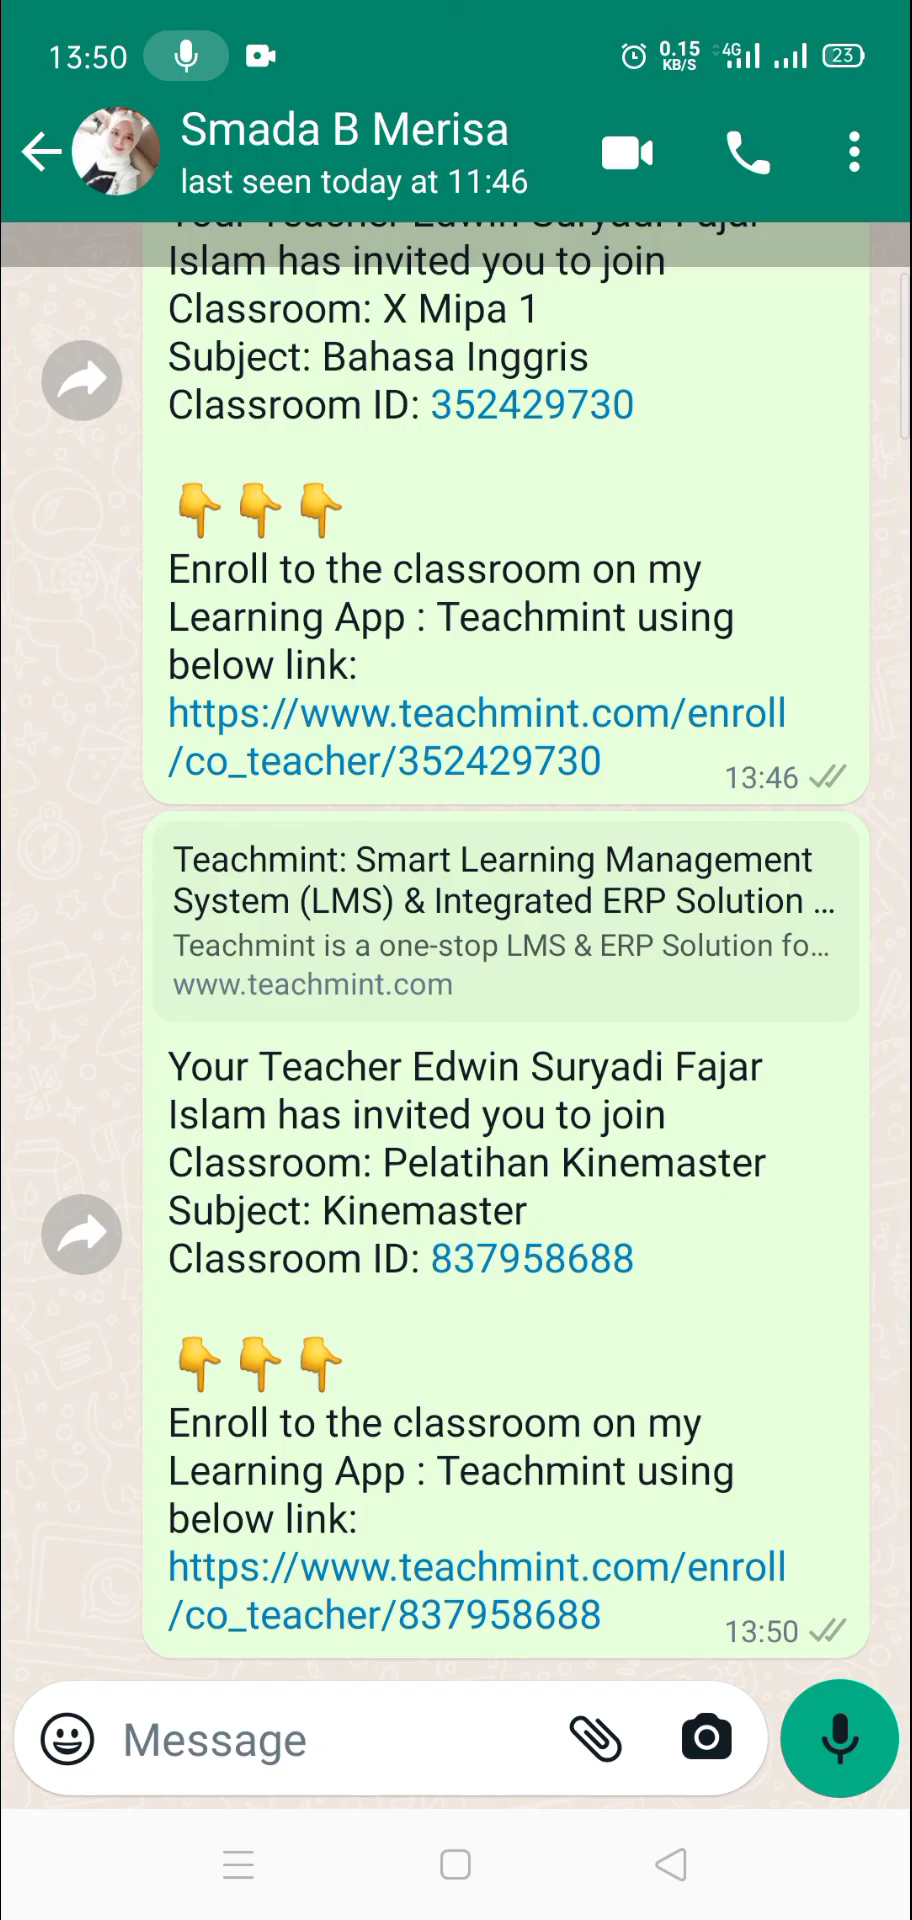 13:50
0.15
KB/S
4G
23
Smada B Merisa
last seen today at 11:46
Your Teacher Edwin Suryadi Fajar
Islam has invited you to join
Classroom: X Mipa 1
Subject: Bahasa Inggris
Classroom ID: 352429730
👇👇👇
Enroll to the classroom on my
Learning App : Teachmint using
below link:
https://www.teachmint.com/enroll
/co_teacher/352429730
13:46
Teachmint: Smart Learning Management
System (LMS) & Integrated ERP Solution ...
Teachmint is a one-stop LMS & ERP Solution fo...
www.teachmint.com
Your Teacher Edwin Suryadi Fajar
Islam has invited you to join
Classroom: Pelatihan Kinemaster
Subject: Kinemaster
Classroom ID: 837958688
👇👇👇
Enroll to the classroom on my
Learning App : Teachmint using
below link:
https://www.teachmint.com/enroll
/co_teacher/837958688
13:50
Message